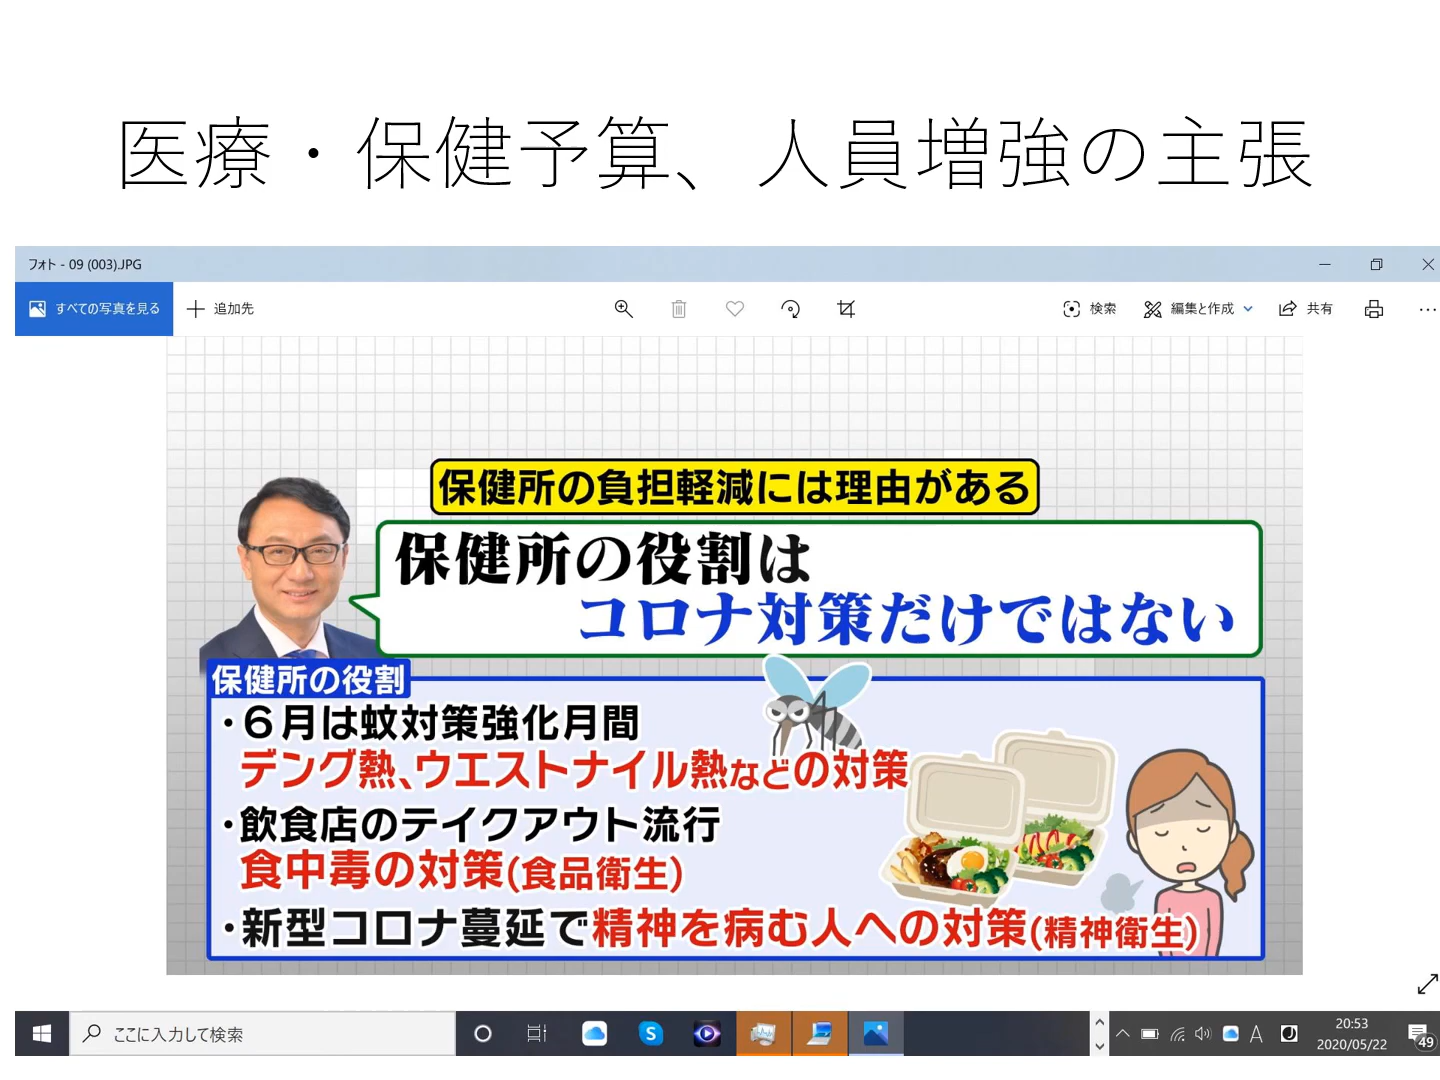 医療・保健予算、人員増強の主張
フォト - 09 (003).JPG
すべての写真を見る
追加先
検索
編集と作成
共有
保健所の負担軽減には理由がある
保健所の役割は
コロナ対策だけではない
保健所の役割
・６月は蚊対策強化月間
デング熱、ウエストナイル熱などの対策
・飲食店のテイクアウト流行
食中毒の対策(食品衛生)
・新型コロナ蔓延で精神を病む人への対策(精神衛生)
ここに入力して検索
S
A
J
20:53
2020/05/22
49